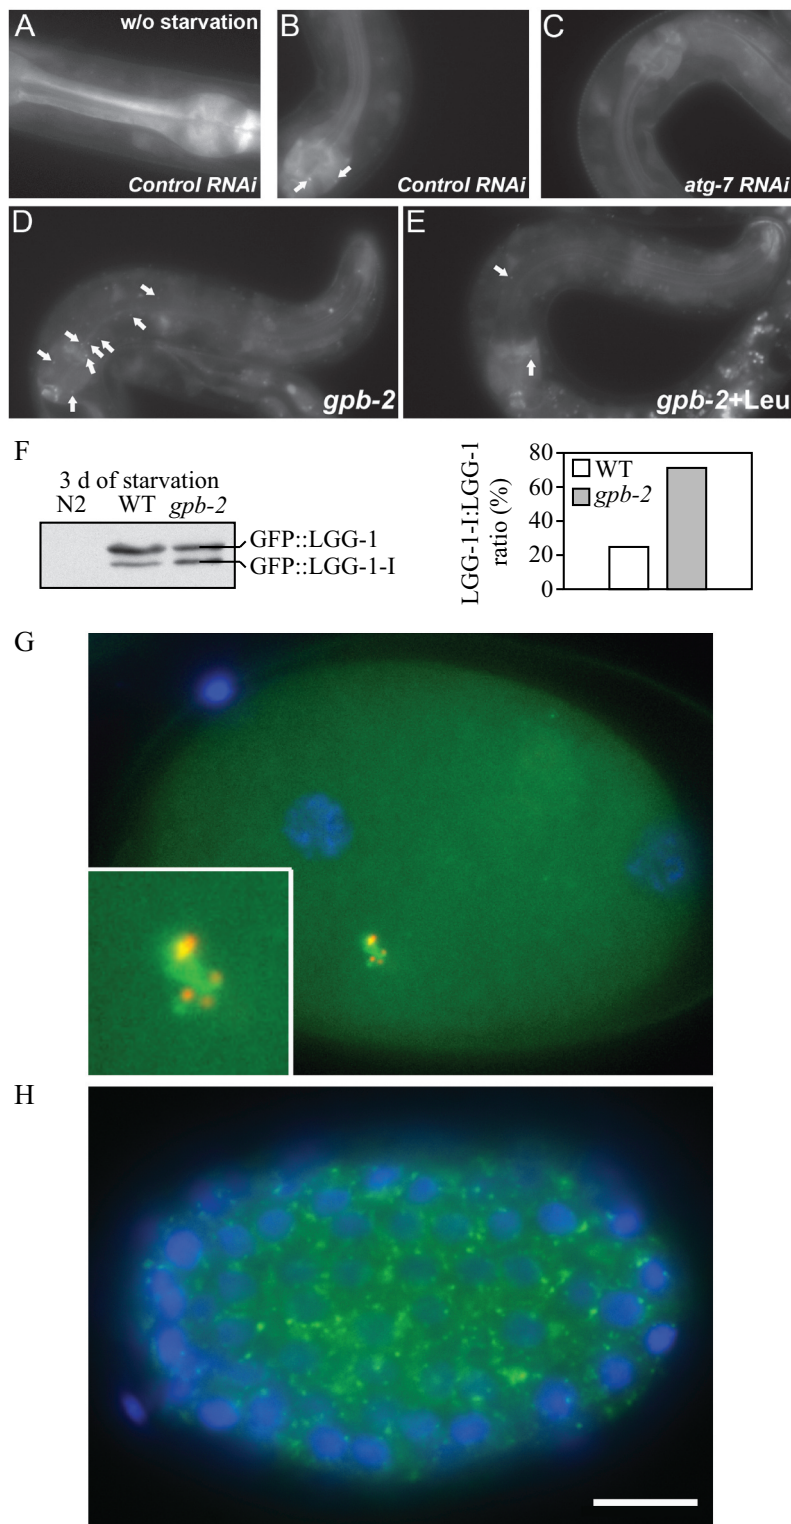 A
w/o starvation
Control RNAi
B
Control RNAi
C
atg-7 RNAi
D
gpb-2
E
gpb-2+Leu
F
3 d of starvation
N2 WT gpb-2
GFP::LGG-1
GFP::LGG-1-I
LGG-1-I:LGG-1
ratio (%)
80
60
40
20
0
WT
gpb-2
G
H